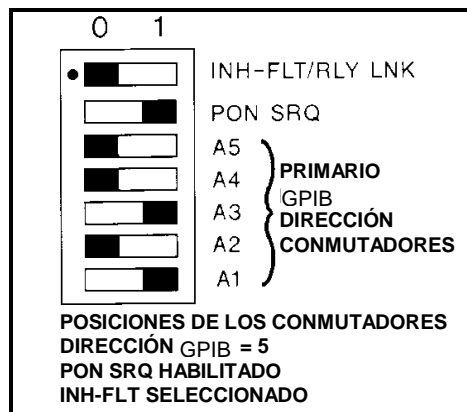 0 1
INH-FLT/RLY LNK
PON SRQ
A5
A4
A3
A2
A1
PRIMARIO
GPIB
DIRECCIÓN
CONMUTADORES
POSICIONES DE LOS CONMUTADORES
DIRECCIÓN GPIB = 5
PON SRQ HABILITADO
INH-FLT SELECCIONADO